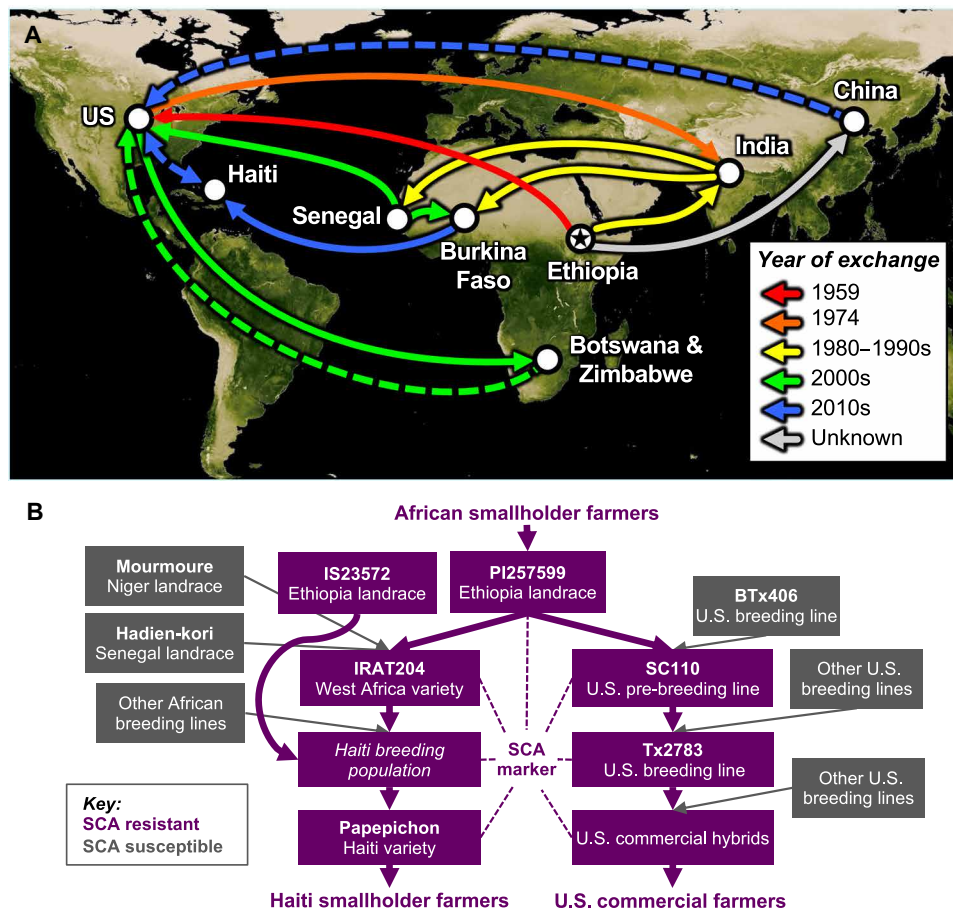 A
US
China
India
Haiti
Senegal
Burkina
Faso
Ethiopia
Botswana &
Zimbabwe
Year of exchange
1959
1974
1980–1990s
2000s
2010s
Unknown
B
African smallholder farmers
Mourmoure
Niger landrace
IS23572
Ethiopia landrace
PI257599
Ethiopia landrace
BTx406
U.S. breeding line
Hadien-kori
Senegal landrace
IRAT204
West Africa variety
SC110
U.S. pre-breeding line
Other U.S.
breeding lines
Other African
breeding lines
Haiti breeding
population
SCA
marker
Tx2783
U.S. breeding line
Other U.S.
breeding lines
Key:
SCA resistant
SCA susceptible
Papepichon
Haiti variety
U.S. commercial hybrids
Haiti smallholder farmers
U.S. commercial farmers